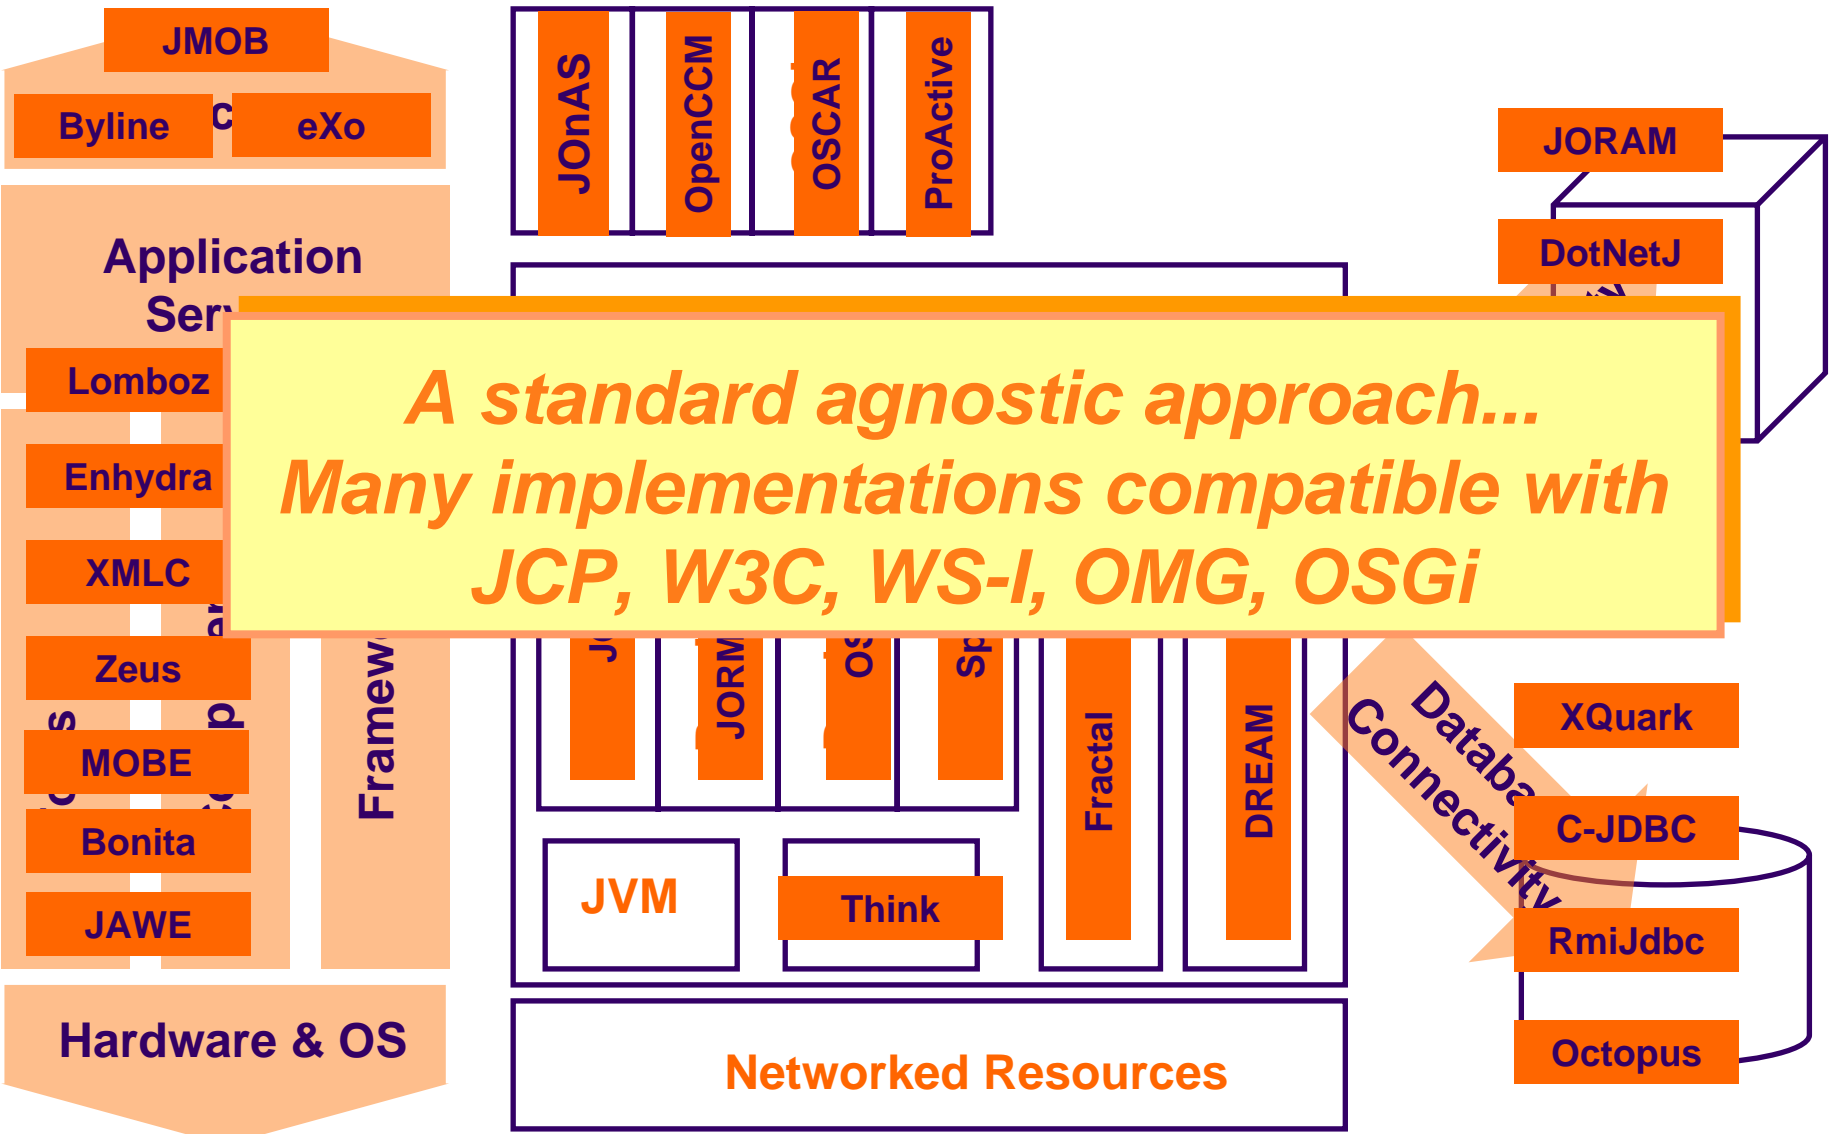 JMOB
Byline
eXo
JOnAS
OpenCCM
OSCAR
ProActive
JORAM
DotNetJ
Application
Lomboz
Enhydra
XMLC
Zeus
MOBE
Bonita
JAWE
A standard agnostic approach...
Many implementations compatible with
JCP, W3C, WS-I, OMG, OSGi
JORM
Fractal
DREAM
JVM
Think
Connectivity
XQuark
C-JDBC
RmiJdbc
Octopus
Hardware & OS
Networked Resources